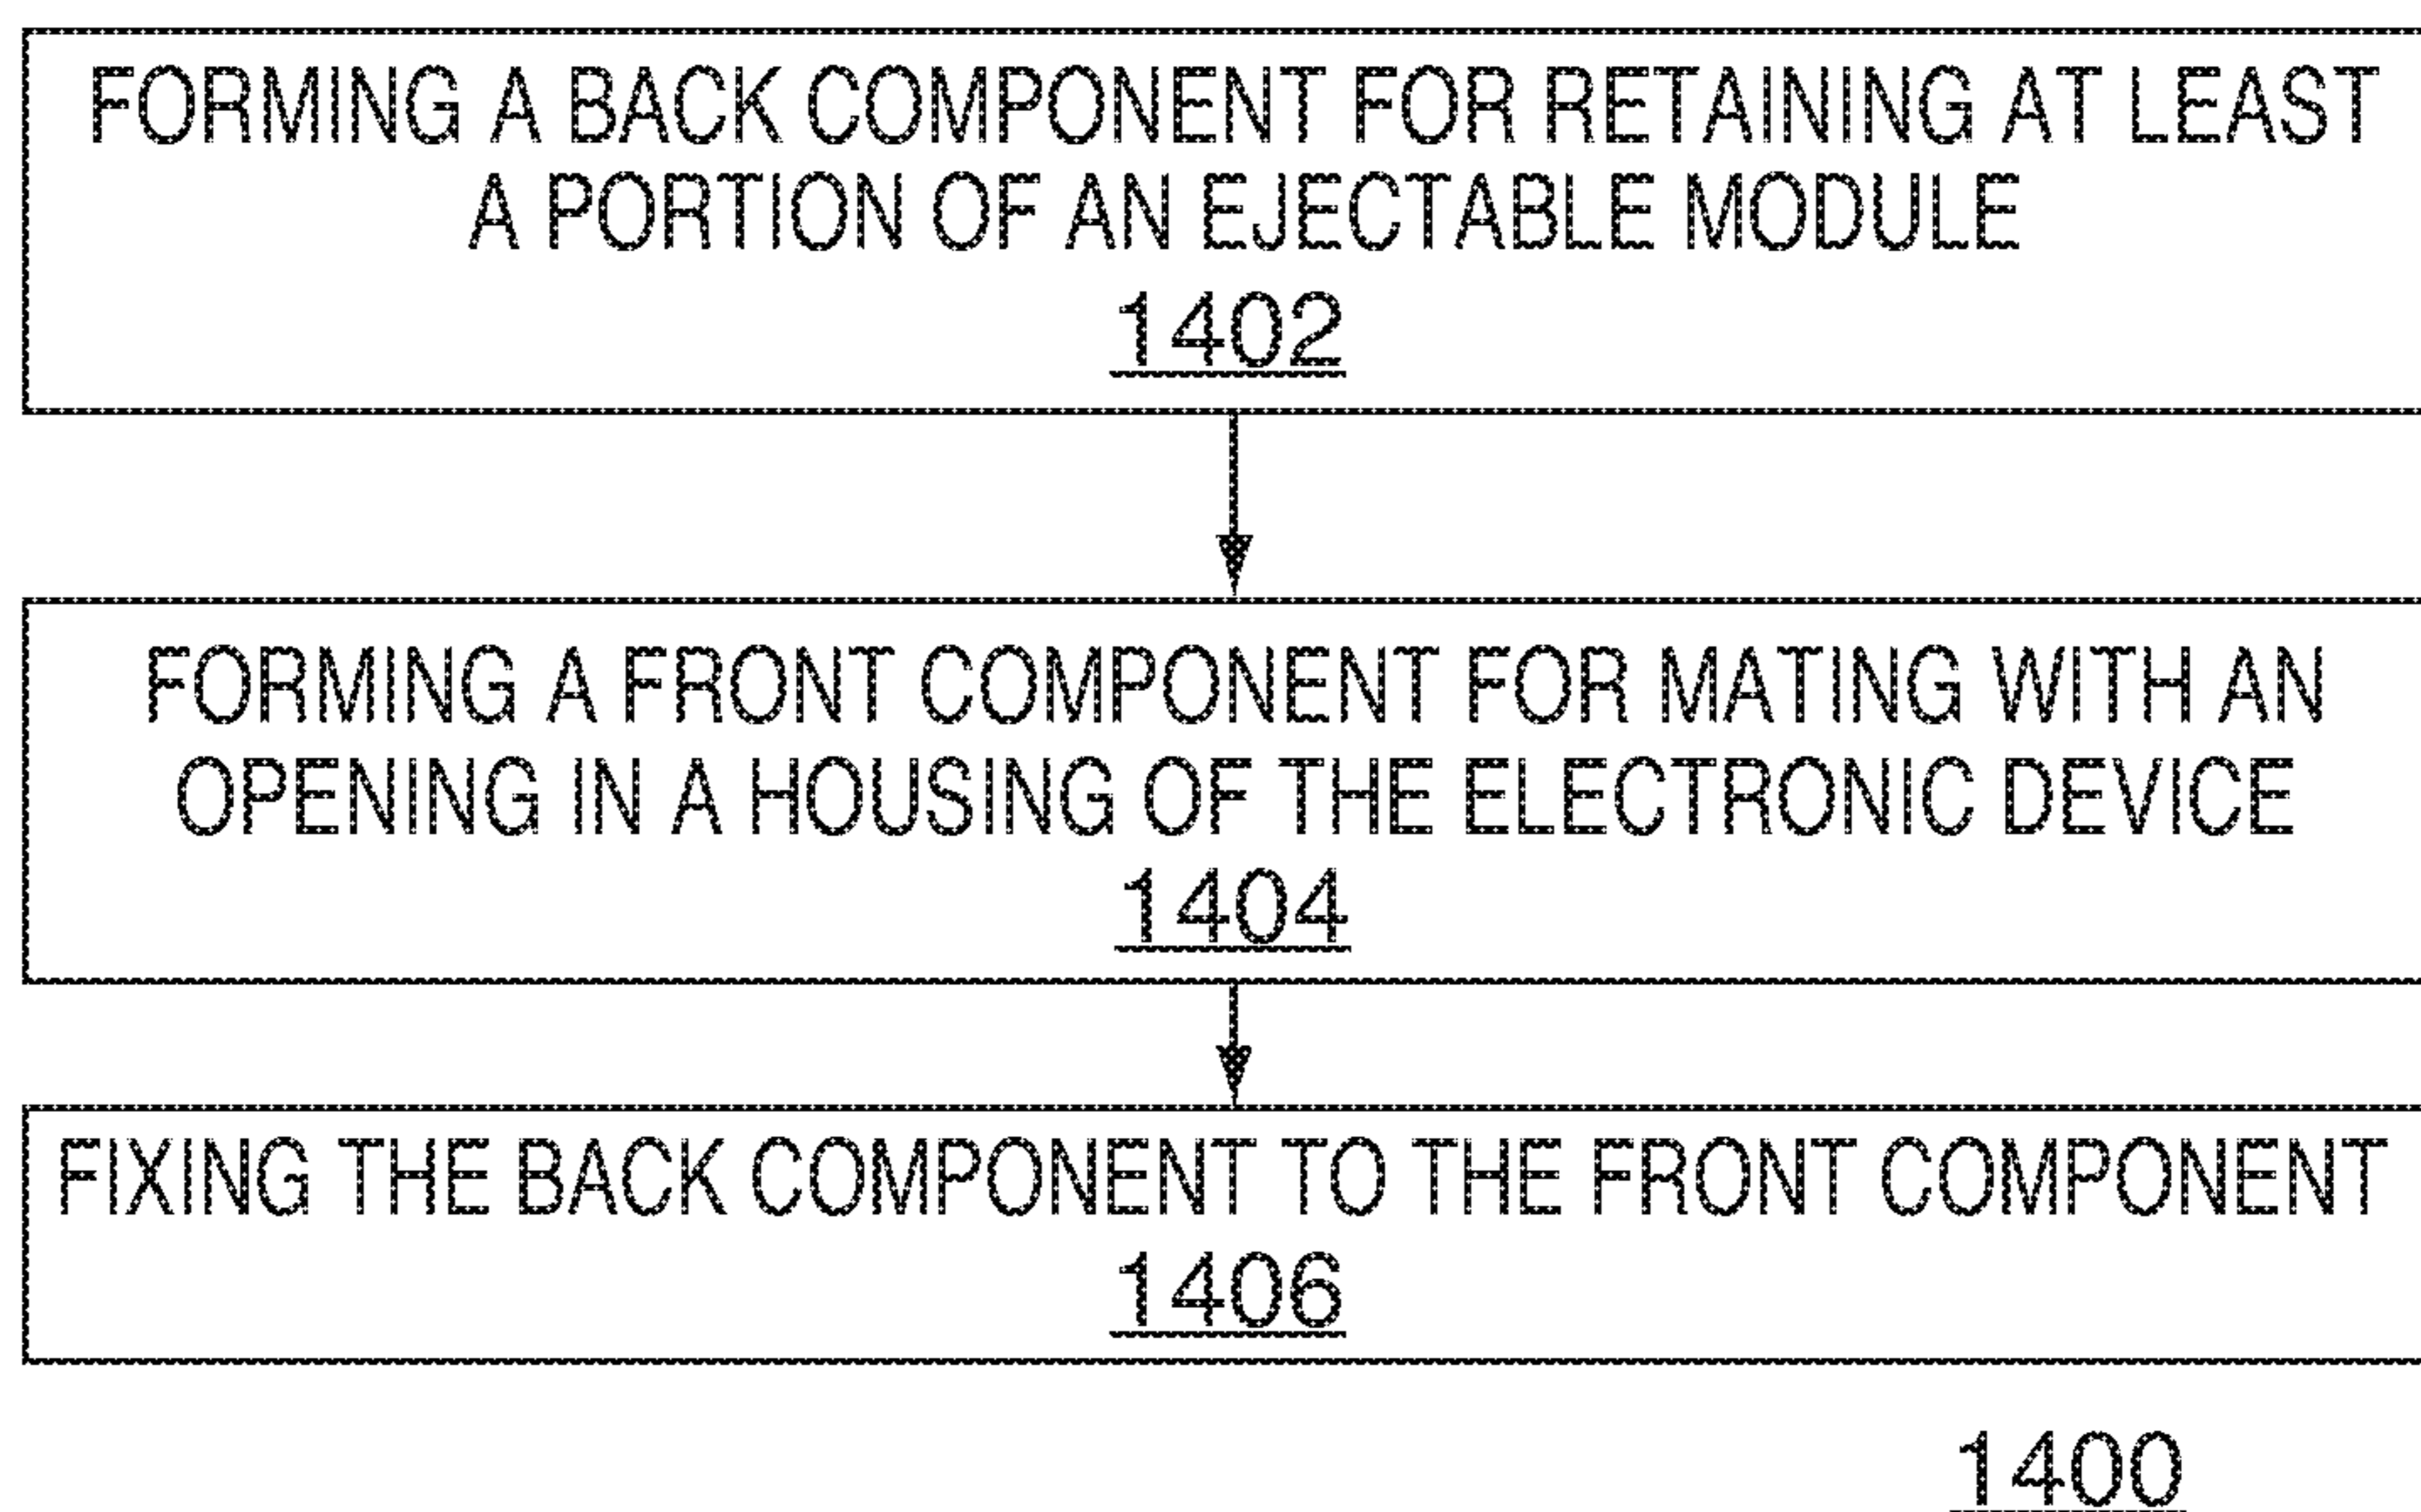 FORMING A BACK COMPONENT FOR RETAINING AT LEAST
A PORTION OF AN EJECTABLE MODULE
1402
FORMING A FRONT COMPONENT FOR MATING WITH AN
OPENING IN A HOUSING OF THE ELECTRONIC DEVICE
1404
FIXING THE BACK COMPONENT TO THE FRONT COMPONENT
1406
1400